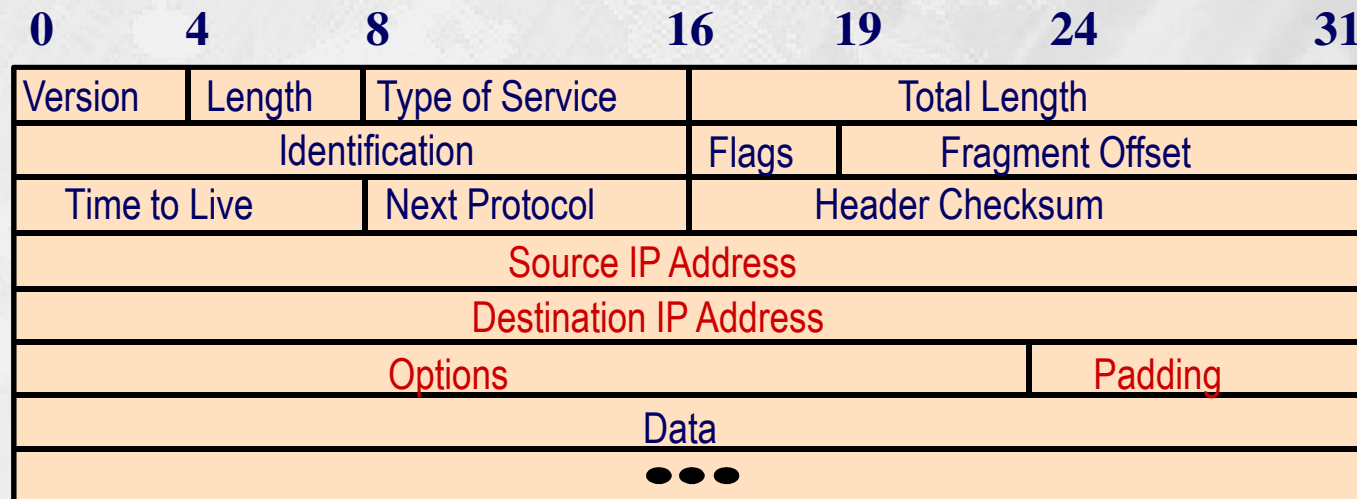 0 4 8 16 19 24 31
Version Length Type of Service Total Length
Identification Flags Fragment Offset
Time to Live Next Protocol Header Checksum
Source IP Address
Destination IP Address
Options Padding
Data
●●●